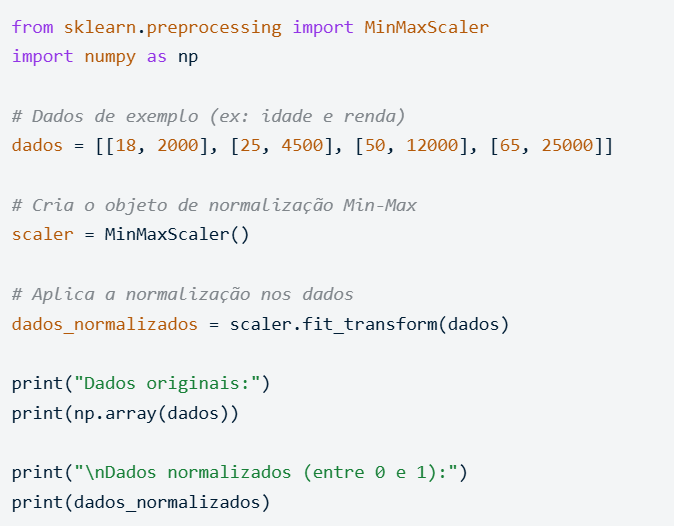 from sklearn.preprocessing import MinMaxScaler
import numpy as np
# Dados de exemplo (ex: idade e renda)
dados = [[18, 2000], [25, 4500], [50, 12000], [65, 25000]]
# Cria o objeto de normalização Min-Max
scaler = MinMaxScaler()
# Aplica a normalização nos dados
dados_normalizados = scaler.fit_transform(dados)
print("Dados originais:")
print(np.array(dados))
print("\nDados normalizados (entre 0 e 1):")
print(dados_normalizados)